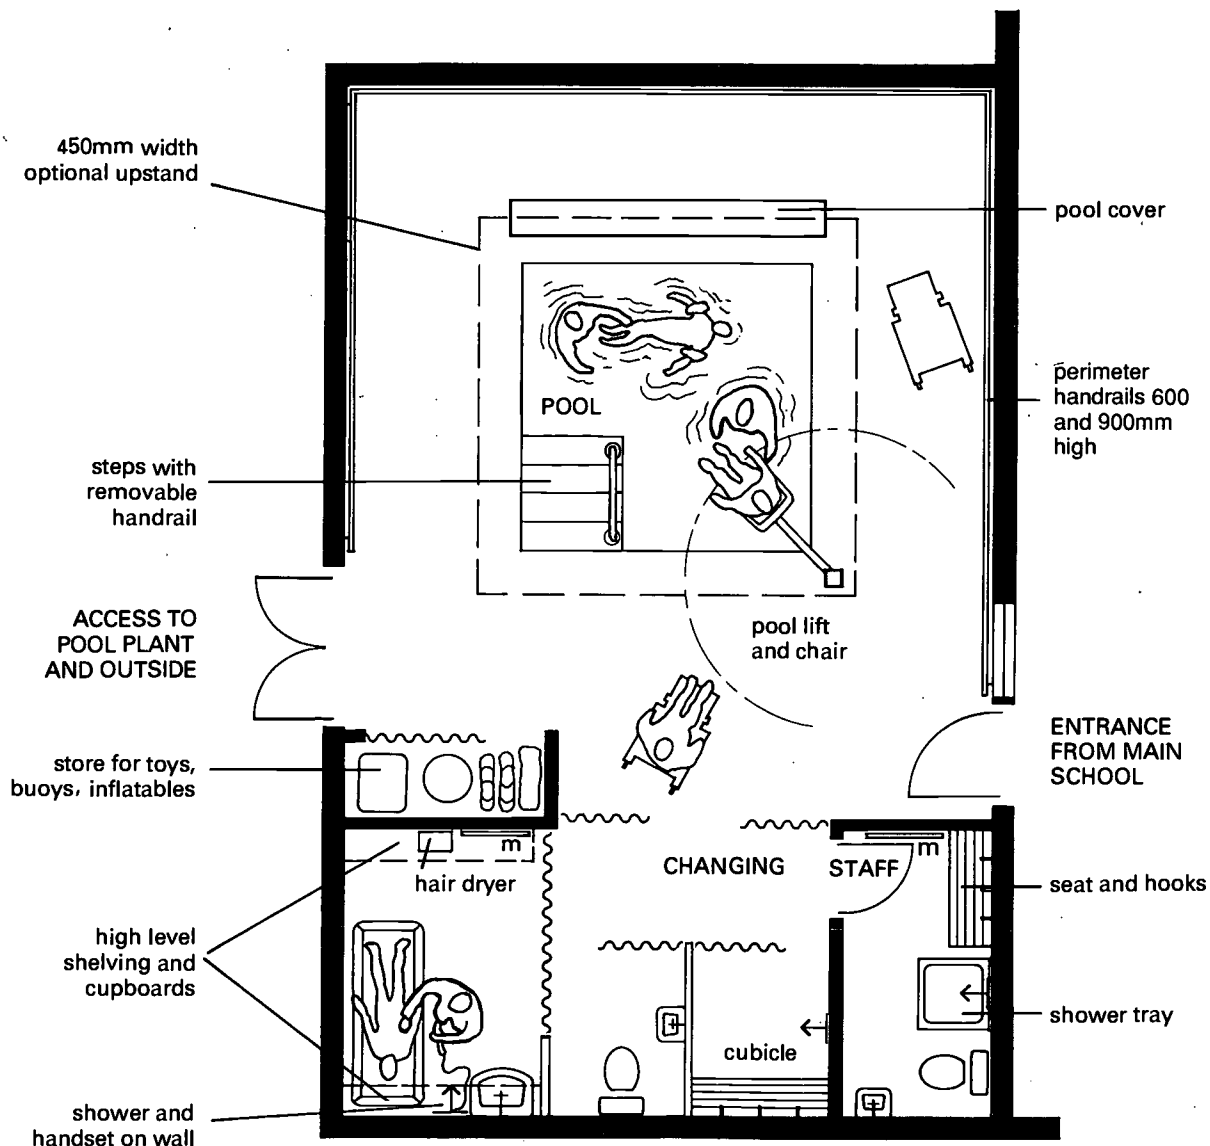 450mm width
optional upstand
pool cover
POOL
perimeter
handrails 600
and 900mm
high
steps with
removable
handrail
ACCESS TO
POOL PLANT
AND OUTSIDE
pool lift
and chair
ENTRANCE
FROM MAIN
SCHOOL
store for toys,
buoys, inflatables
m
hair dryer
CHANGING
STAFF
m
seat and hooks
high level
shelving and
cupboards
shower tray
cubicle
shower and
handset on wall